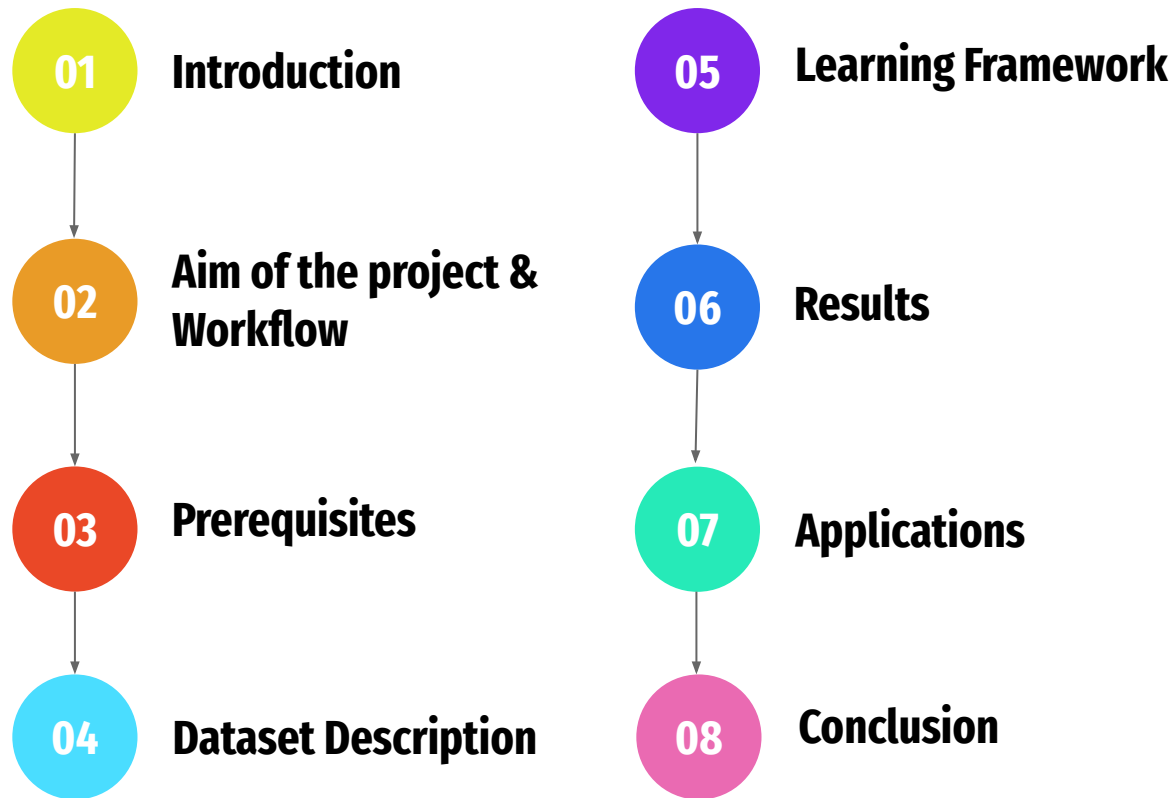 01
Introduction
02
Aim of the project &
Workflow
03
Prerequisites
04
Dataset Description
05
Learning Framework
06
Results
07
Applications
08
Conclusion